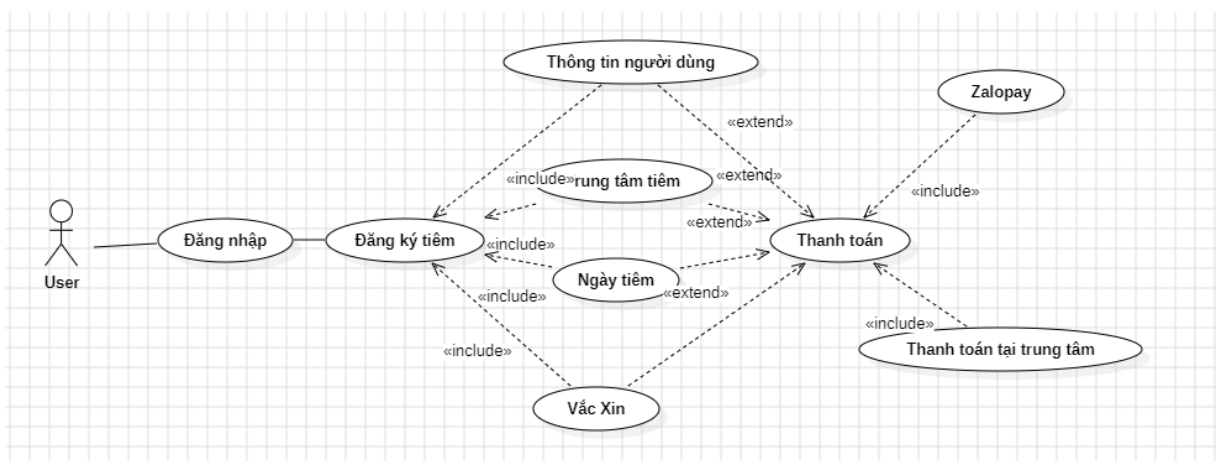 Thông tin người dùng
Zalopay
«extend»
«include»
rung tâm tiêm
«extend»
«include»
«extend»
User
Đăng nhập
Đăng ký tiêm
«include»
Thanh toán
Ngày tiêm
«include»
«extend»
«include»
«include»
Thanh toán tại trung tâm
Vắc Xin